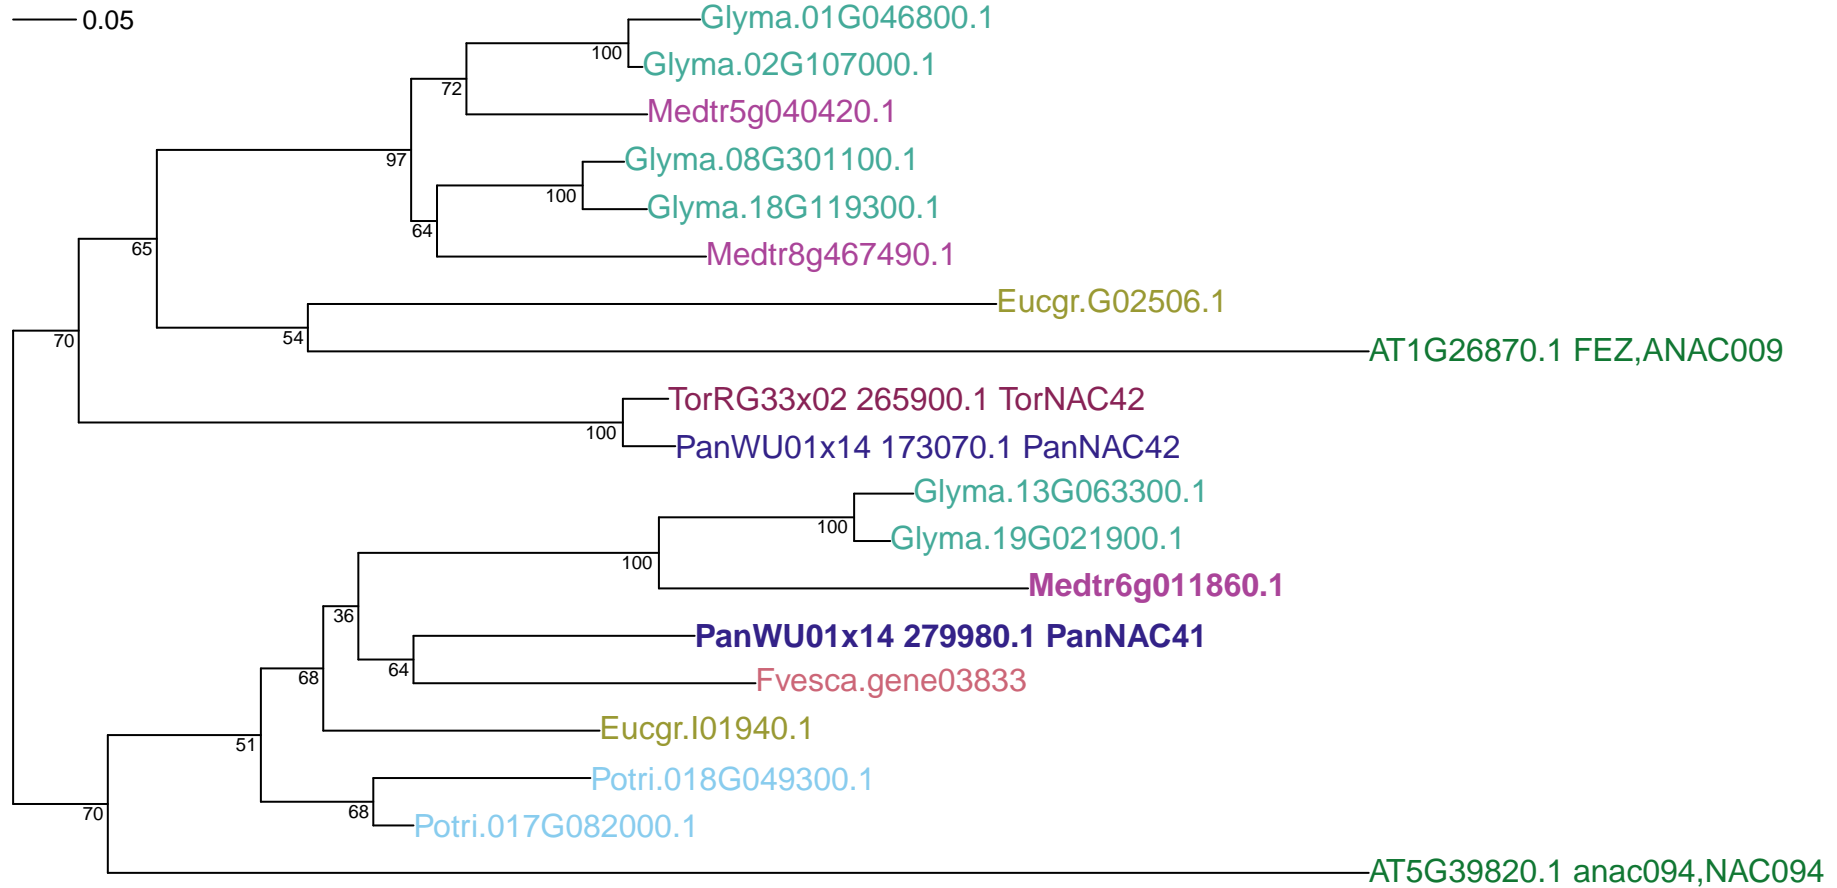 0.05
Glyma.01G046800.1
100
Glyma.02G107000.1
72
Medtr5g040420.1
97
Glyma.08G301100.1
100
Glyma.18G119300.1
64
Medtr8g467490.1
65
Eucgr.G02506.1
54
70
AT1G26870.1 FEZ,ANAC009
TorRG33x02 265900.1 TorNAC42
100
PanWU01x14 173070.1 PanNAC42
Glyma.13G063300.1
100
Glyma.19G021900.1
100
Medtr6g011860.1
36
PanWU01x14 279980.1 PanNAC41
64
68
Fvesca.gene03833
Eucgr.I01940.1
51
Potri.018G049300.1
68
70
Potri.017G082000.1
AT5G39820.1 anac094,NAC094